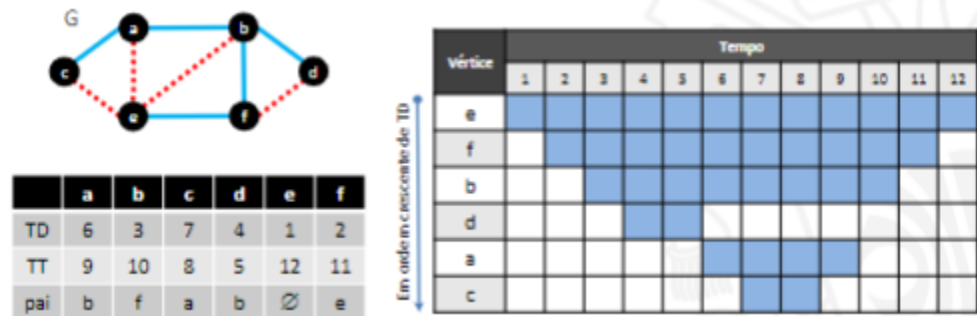 G
a b
c d
e f
a b c d e f
TD 6 3 7 4 1 2
TT 9 10 8 5 12 11
pai b f a b Ø e
Vértice Tempo
1 2 3 4 5 6 7 8 9 10 11 12
Em ordem crescente de TD
e
f
b
d
a
c